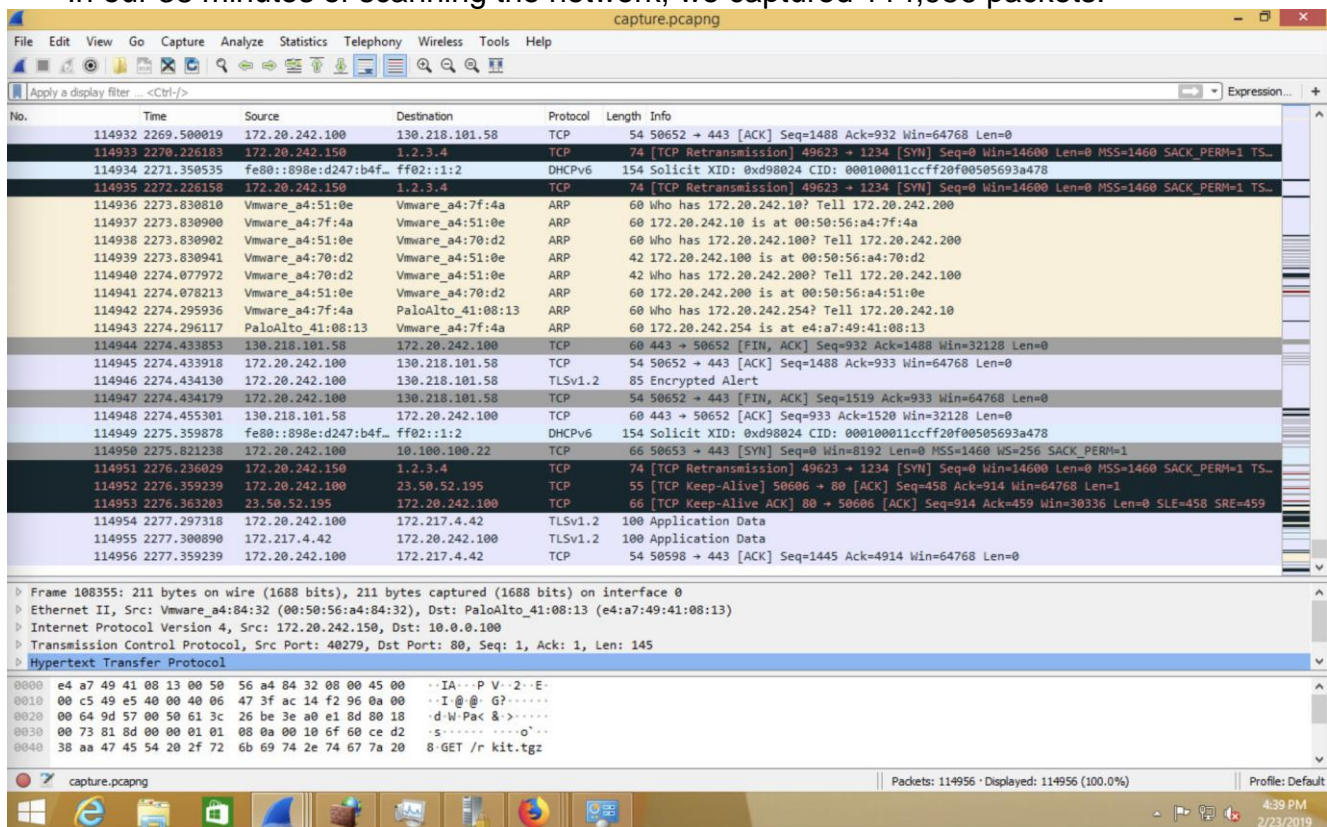 In our 38 minutes of scanning the network, we captured 114,956 packets.
capture.pcapng
File Edit View Go Capture Analyze Statistics Telephony Wireless Tools Help
Apply a display filter ... <Ctrl-/> Expression... +
No. Time Source Destination Protocol Length Info
114932 2269.500019 172.20.242.100 130.218.101.58 TCP 54 50652 → 443 [ACK] Seq=1488 Ack=932 Win=64768 Len=0
114933 2270.226183 172.20.242.150 1.2.3.4 TCP 74 [TCP Retransmission] 49623 → 1234 [SYN] Seq=0 Win=14600 Len=0 MSS=1460 SACK_PERM=1 TS…
114934 2271.350535 fe80::898e:d247:b4f… ff02::1:2 DHCPv6 154 Solicit XID: 0xd98024 CID: 000100011ccff20f00505693a478
114935 2272.226158 172.20.242.150 1.2.3.4 TCP 74 [TCP Retransmission] 49623 → 1234 [SYN] Seq=0 Win=14600 Len=0 MSS=1460 SACK_PERM=1 TS…
114936 2273.830810 Vmware_a4:51:0e Vmware_a4:7f:4a ARP 60 Who has 172.20.242.10? Tell 172.20.242.200
114937 2273.830900 Vmware_a4:7f:4a Vmware_a4:51:0e ARP 60 172.20.242.10 is at 00:50:56:a4:7f:4a
114938 2273.830902 Vmware_a4:51:0e Vmware_a4:70:d2 ARP 60 Who has 172.20.242.100? Tell 172.20.242.200
114939 2273.830941 Vmware_a4:70:d2 Vmware_a4:51:0e ARP 42 172.20.242.100 is at 00:50:56:a4:70:d2
114940 2274.077972 Vmware_a4:70:d2 Vmware_a4:51:0e ARP 42 Who has 172.20.242.200? Tell 172.20.242.100
114941 2274.078213 Vmware_a4:51:0e Vmware_a4:70:d2 ARP 60 172.20.242.200 is at 00:50:56:a4:51:0e
114942 2274.295936 Vmware_a4:7f:4a PaloAlto_41:08:13 ARP 60 Who has 172.20.242.254? Tell 172.20.242.10
114943 2274.296117 PaloAlto_41:08:13 Vmware_a4:7f:4a ARP 60 172.20.242.254 is at e4:a7:49:41:08:13
114944 2274.433853 130.218.101.58 172.20.242.100 TCP 60 443 → 50652 [FIN, ACK] Seq=932 Ack=1488 Win=32128 Len=0
114945 2274.433918 172.20.242.100 130.218.101.58 TCP 54 50652 → 443 [ACK] Seq=1488 Ack=933 Win=64768 Len=0
114946 2274.434130 172.20.242.100 130.218.101.58 TLSv1.2 85 Encrypted Alert
114947 2274.434179 172.20.242.100 130.218.101.58 TCP 54 50652 → 443 [FIN, ACK] Seq=1519 Ack=933 Win=64768 Len=0
114948 2274.455301 130.218.101.58 172.20.242.100 TCP 60 443 → 50652 [ACK] Seq=933 Ack=1520 Win=32128 Len=0
114949 2275.359878 fe80::898e:d247:b4f… ff02::1:2 DHCPv6 154 Solicit XID: 0xd98024 CID: 000100011ccff20f00505693a478
114950 2275.821238 172.20.242.100 10.100.100.22 TCP 66 50653 → 443 [SYN] Seq=0 Win=8192 Len=0 MSS=1460 WS=256 SACK_PERM=1
114951 2276.236029 172.20.242.150 1.2.3.4 TCP 74 [TCP Retransmission] 49623 → 1234 [SYN] Seq=0 Win=14600 Len=0 MSS=1460 SACK_PERM=1 TS…
114952 2276.359239 172.20.242.100 23.50.52.195 TCP 55 [TCP Keep-Alive] 50606 → 80 [ACK] Seq=458 Ack=914 Win=64768 Len=1
114953 2276.363203 23.50.52.195 172.20.242.100 TCP 66 [TCP Keep-Alive ACK] 80 → 50606 [ACK] Seq=914 Ack=459 Win=30336 Len=0 SLE=458 SRE=459
114954 2277.297318 172.20.242.100 172.217.4.42 TLSv1.2 100 Application Data
114955 2277.300890 172.217.4.42 172.20.242.100 TLSv1.2 100 Application Data
114956 2277.359239 172.20.242.100 172.217.4.42 TCP 54 50598 → 443 [ACK] Seq=1445 Ack=4914 Win=64768 Len=0
Frame 108355: 211 bytes on wire (1688 bits), 211 bytes captured (1688 bits) on interface 0
Ethernet II, Src: Vmware_a4:84:32 (00:50:56:a4:84:32), Dst: PaloAlto_41:08:13 (e4:a7:49:41:08:13)
Internet Protocol Version 4, Src: 172.20.242.150, Dst: 10.0.0.100
Transmission Control Protocol, Src Port: 40279, Dst Port: 80, Seq: 1, Ack: 1, Len: 145
Hypertext Transfer Protocol
0000 e4 a7 49 41 08 13 00 50 56 a4 84 32 08 00 45 00 ··IA···P V··2··E·
0010 00 c5 49 e5 40 00 40 06 47 3f ac 14 f2 96 0a 00 ··I·@·@· G?······
0020 00 64 9d 57 00 50 61 3c 26 be 3e a0 e1 8d 80 18 ·d·W·Pa< &·>·····
0030 00 73 81 8d 00 00 01 01 08 0a 00 10 6f 60 ce d2 ·s······ ····o`··
0040 38 aa 47 45 54 20 2f 72 6b 69 74 2e 74 67 7a 20 8·GET /r kit.tgz
capture.pcapng Packets: 114956 · Displayed: 114956 (100.0%) Profile: Default
4:39 PM
2/23/2019